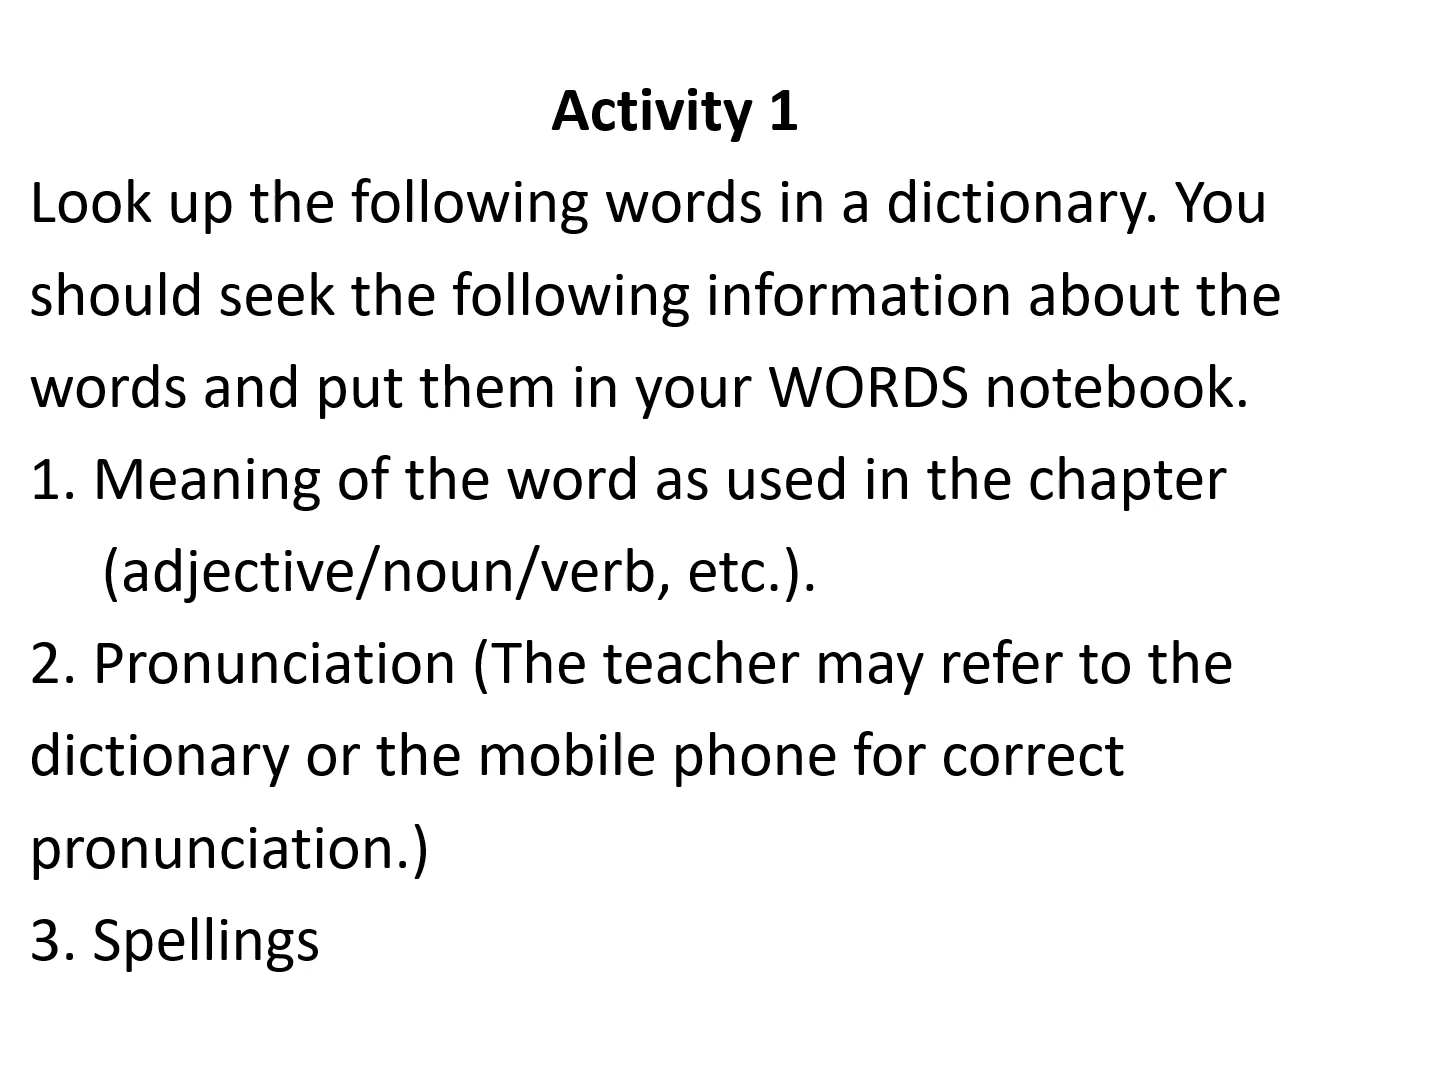 Activity 1
Look up the following words in a dictionary. You
should seek the following information about the
words and put them in your WORDS notebook.
1. Meaning of the word as used in the chapter
(adjective/noun/verb, etc.).
2. Pronunciation (The teacher may refer to the
dictionary or the mobile phone for correct
pronunciation.)
3. Spellings